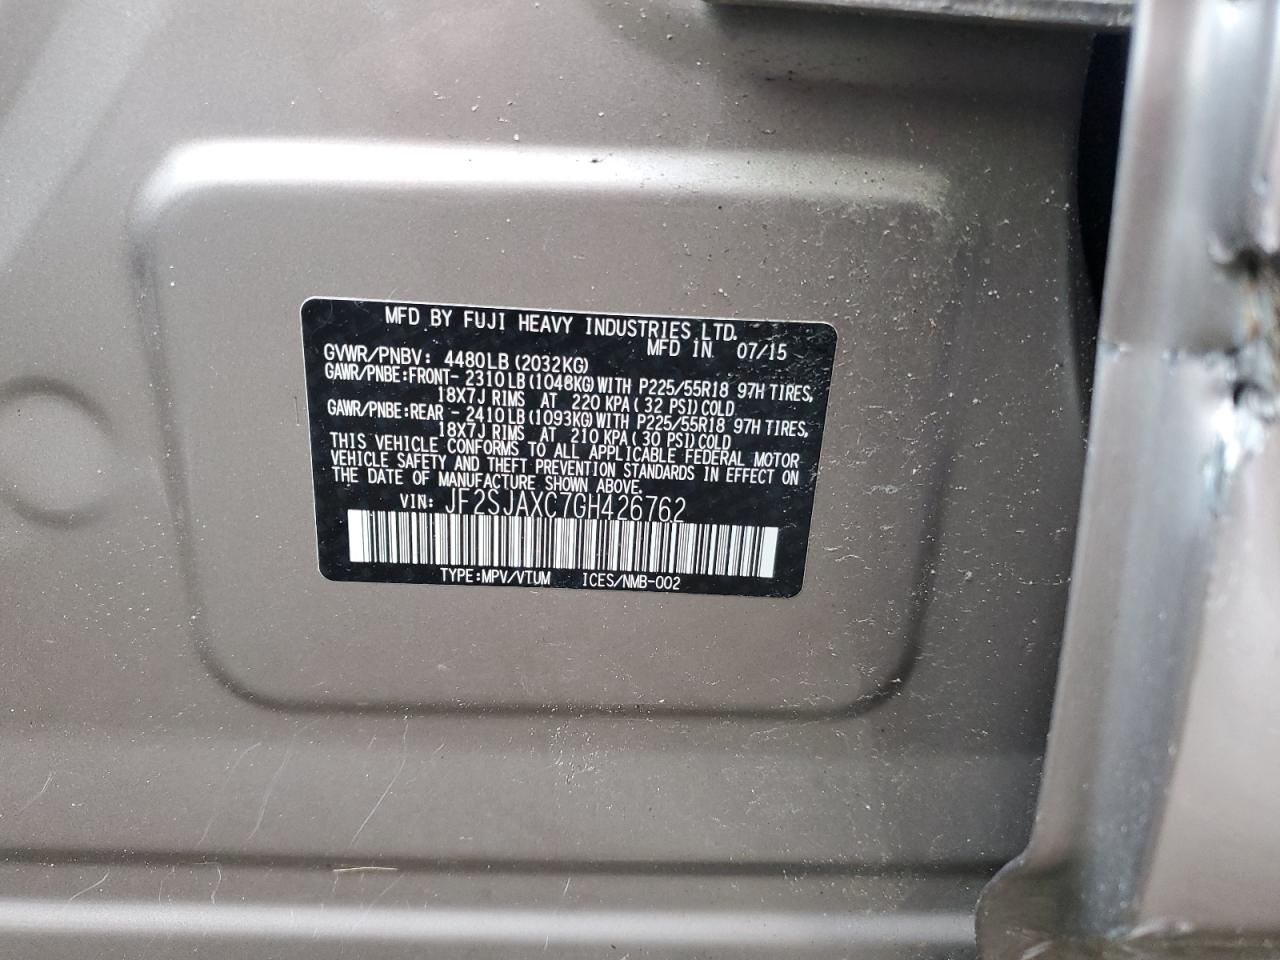 MFD BY FUJI HEAVY INDUSTRIES LTD.
MFD IN 07/15
GVWR/PNBV: 4480LB (2032KG)
GAWR/PNBE:FRONT- 2310LB (1048KG) WITH P225/55R18 97H TIRES,
18X7J RIMS AT 220 KPA (32 PSI) COLD
GAWR/PNBE:REAR - 2410LB (1093KG) WITH P225/55R18 97H TIRES,
18X7J RIMS AT 210 KPA (30 PSI) COLD
THIS VEHICLE CONFORMS TO ALL APPLICABLE FEDERAL MOTOR
VEHICLE SAFETY AND THEFT PREVENTION STANDARDS IN EFFECT ON
THE DATE OF MANUFACTURE SHOWN ABOVE.
VIN: JF2SJAXC7GH426762
TYPE:MPV/VTUM ICES/NMB-002